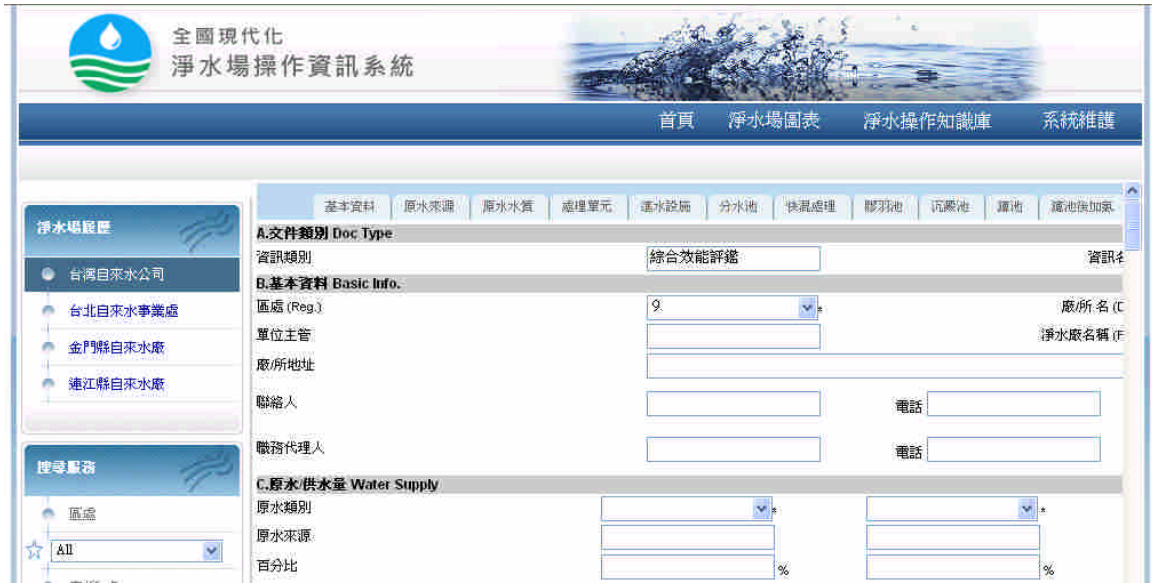 全國現代化
淨水場操作資訊系統
首頁 淨水場圖表 淨水操作知識庫 系統維護
淨水場履歷
台灣自來水公司
台北自來水事業處
金門縣自來水廠
連江縣自來水廠
搜尋服務
區處
All
基本資料 原水來源 原水水質 處理單元 進水設施 分水池 快混處理 膠羽池 沉澱池 濾池 濾池後加氯
A.文件類別 Doc Type
資訊類別 綜合效能評鑑 資訊名
B.基本資料 Basic Info.
區處 (Reg.) 9 * 廠/所 名 (D
單位主管 淨水廠名稱 (F
廠/所地址
聯絡人 電話
職務代理人 電話
C.原水/供水量 Water Supply
原水類別 * *
原水來源
百分比 % %